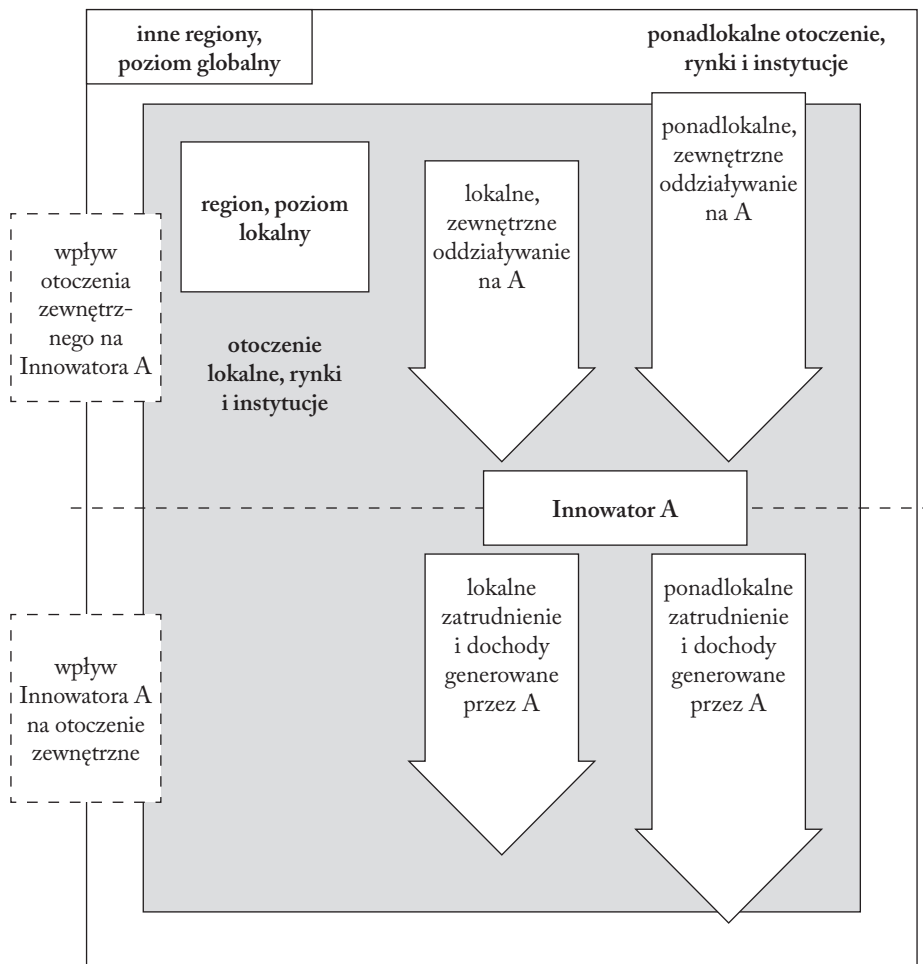 inne regiony,
poziom globalny
ponadlokalne otoczenie,
rynki i instytucje
ponadlokalne,
zewnętrzne
oddziaływanie
na A
lokalne,
zewnętrzne
oddziaływanie
na A
region, poziom
lokalny
wpływ
otoczenia
zewnętrz-
nego na
Innowatora A
otoczenie
lokalne, rynki
i instytucje
Innowator A
lokalne
zatrudnienie
i dochody
generowane
przez A
ponadlokalne
zatrudnienie
i dochody
generowane
przez A
wpływ
Innowatora A
na otoczenie
zewnętrzne